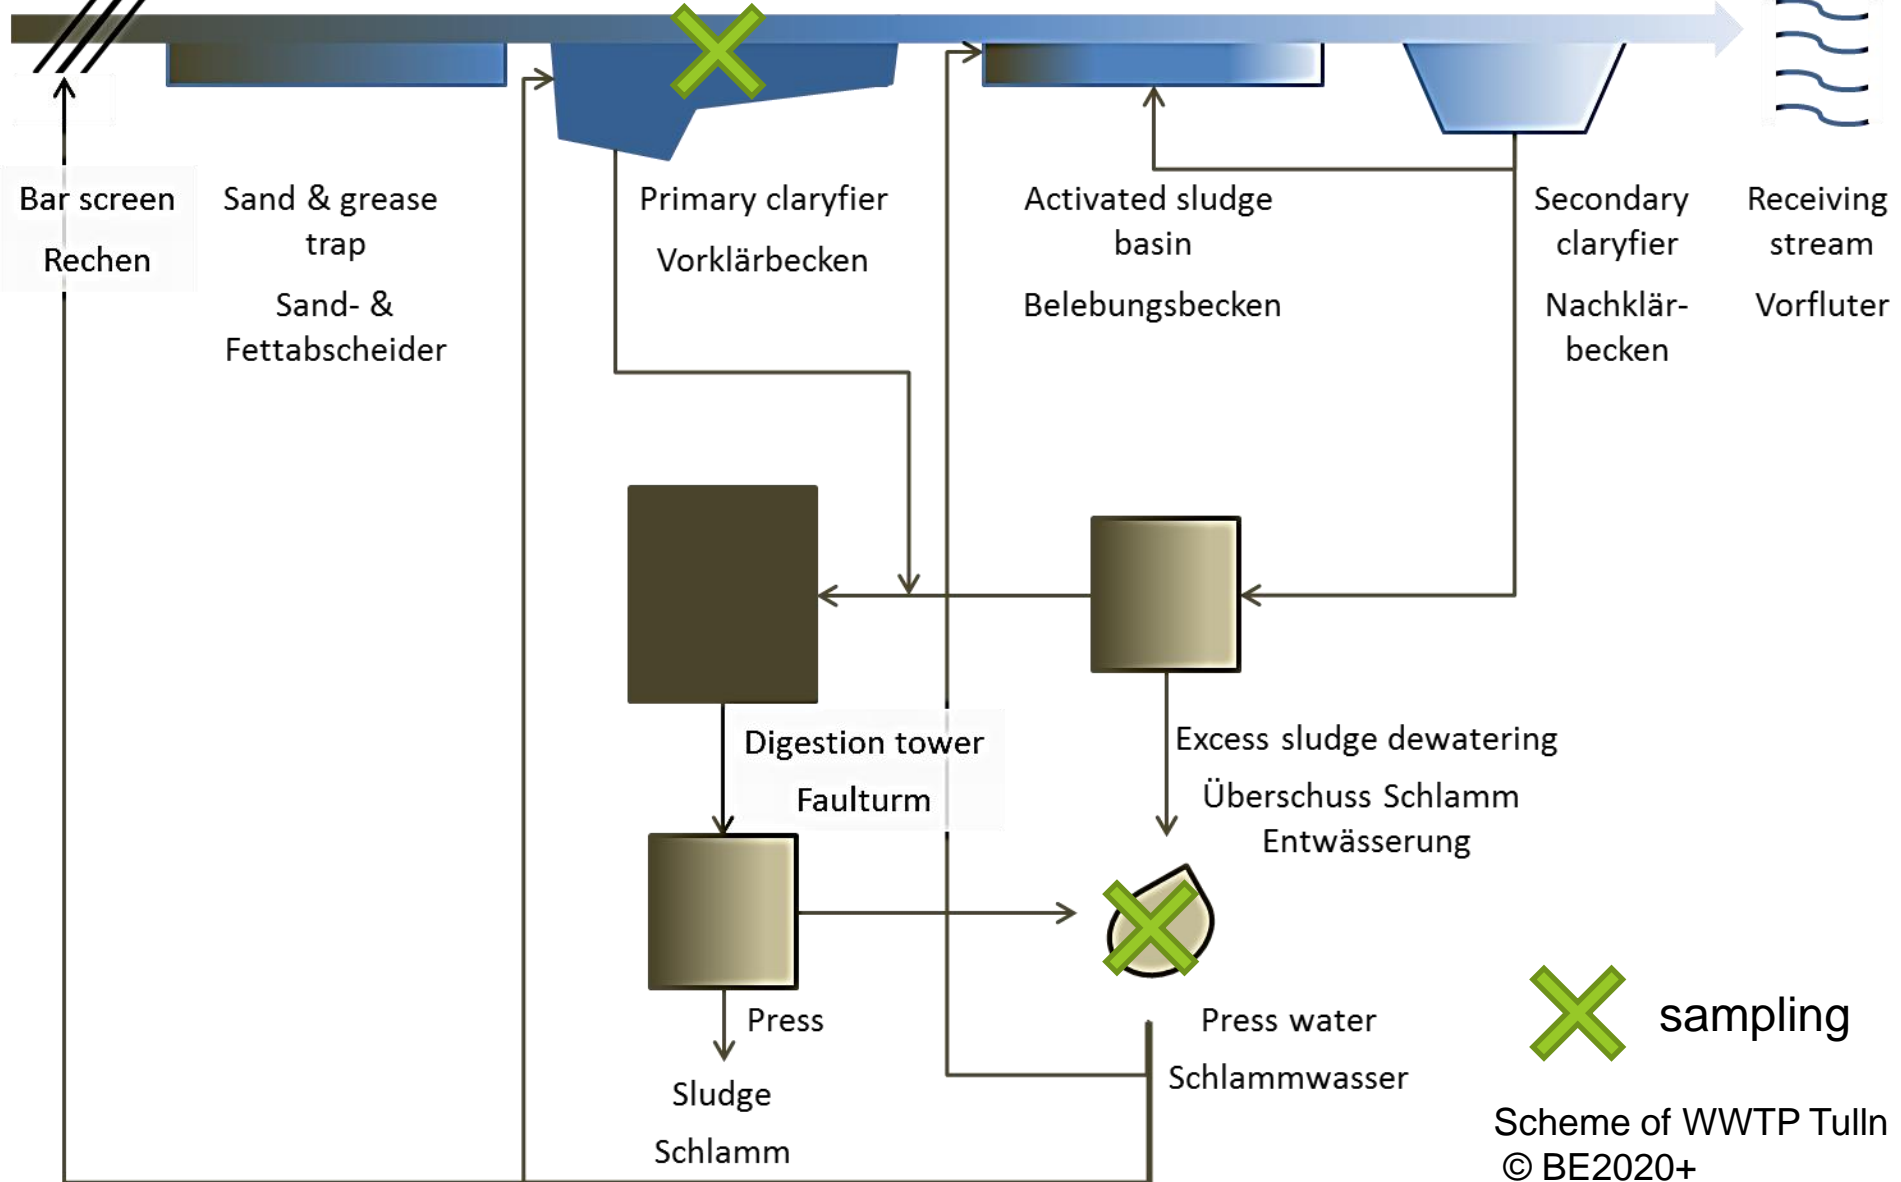 Bar screen
Rechen
Sand & grease
trap
Sand- &
Fettabscheider
Primary claryfier
Vorklärbecken
Activated sludge
basin
Belebungsbecken
Secondary
claryfier
Nachklär-
becken
Receiving
stream
Vorfluter
Digestion tower
Faulturm
Excess sludge dewatering
Überschuss Schlamm
Entwässerung
Press
Sludge
Schlamm
Press water
Schlammwasser
sampling
Scheme of WWTP Tulln
© BE2020+